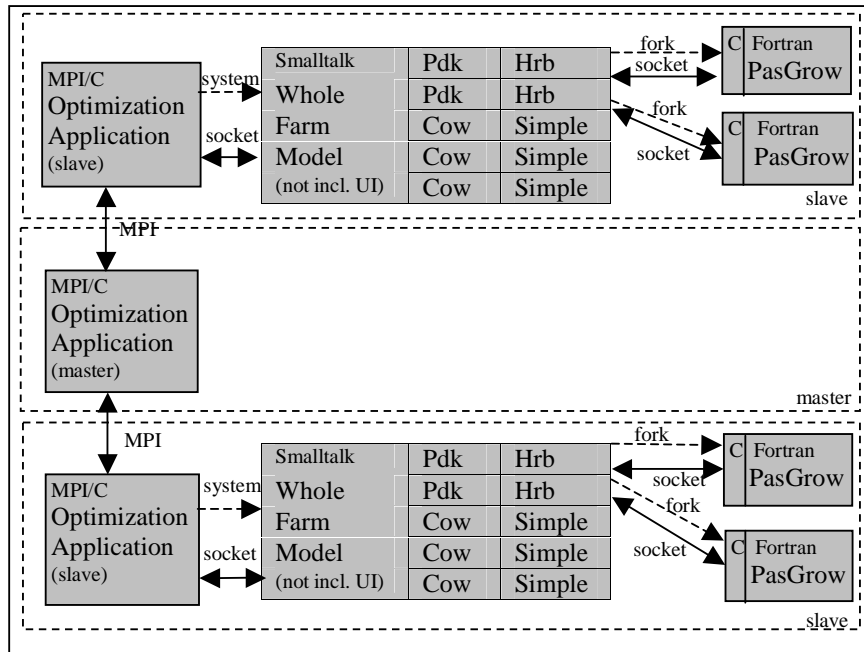 fork
C Fortran
PasGrow
socket
Smalltalk Pdk Hrb
MPI/C
Optimization
Application
(slave)
system
Whole Pdk Hrb
Farm Cow Simple
fork
C Fortran
PasGrow
socket
socket
Model Cow Simple
(not incl. UI) Cow Simple
slave
MPI
MPI/C
Optimization
Application
(master)
master
MPI
fork
C Fortran
PasGrow
socket
Smalltalk Pdk Hrb
MPI/C
Optimization
Application
(slave)
system
Whole Pdk Hrb
fork
Farm Cow Simple
C Fortran
PasGrow
socket
socket
Model Cow Simple
(not incl. UI) Cow Simple
slave